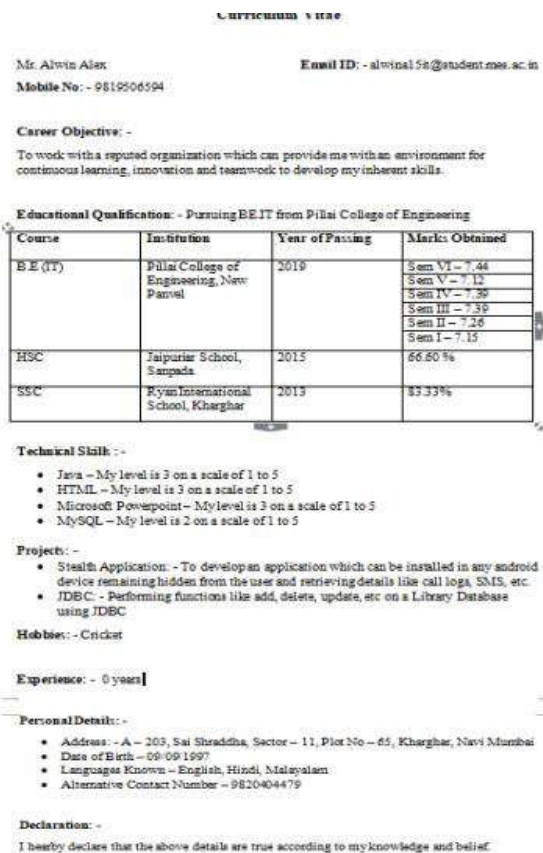 Curriculum Vitae
Mr. Alwin Alex Email ID: - alwinal5it@student.mes.ac.in
Mobile No: - 9819506594
Career Objective: -
To work with a reputed organization which can provide me with an environment for
continuous learning, innovation and teamwork to develop my inherent skills.
Educational Qualification: - Pursuing BE.IT from Pillai College of Engineering
Course Institution Year of Passing Marks Obtained
B.E (IT) Pillai College of Engineering, New Panvel 2019 Sem VI – 7.44
Sem V – 7.12
Sem IV – 7.39
Sem III – 7.39
Sem II – 7.26
Sem I – 7.15
HSC Jaipuriar School, Sanpada 2015 66.60 %
SSC Ryan International School, Kharghar 2013 83.33%
Technical Skills : -
• Java – My level is 3 on a scale of 1 to 5
• HTML – My level is 3 on a scale of 1 to 5
• Microsoft Powerpoint – My level is 3 on a scale of 1 to 5
• MySQL – My level is 2 on a scale of 1 to 5
Projects: -
• Stealth Application: - To develop an application which can be installed in any android
device remaining hidden from the user and retrieving details like call logs, SMS, etc.
• JDBC: - Performing functions like add, delete, update, etc on a Library Database
using JDBC
Hobbies: - Cricket
Experience: - 0 years
Personal Details: -
• Address: - A – 203, Sai Shraddha, Sector – 11, Plot No – 65, Kharghar, Navi Mumbai
• Date of Birth – 09/09/1997
• Languages Known – English, Hindi, Malayalam
• Alternative Contact Number – 9820404479
Declaration: -
I hearby declare that the above details are true according to my knowledge and belief.